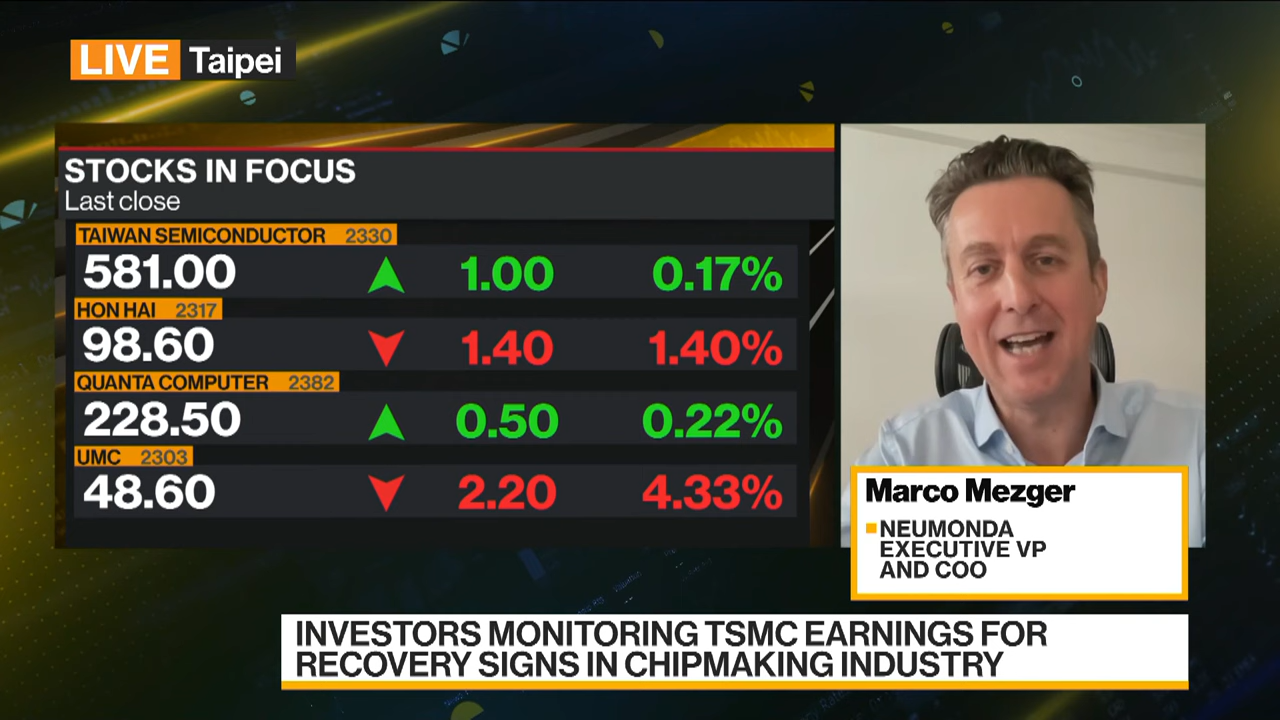 LIVE Taipei
STOCKS IN FOCUS
Last close
TAIWAN SEMICONDUCTOR 2330
581.00 1.00 0.17%
HON HAI 2317
98.60 1.40 1.40%
QUANTA COMPUTER 2382
228.50 0.50 0.22%
UMC 2303
48.60 2.20 4.33%
Marco Mezger
NEUMONDA
EXECUTIVE VP
AND COO
INVESTORS MONITORING TSMC EARNINGS FOR
RECOVERY SIGNS IN CHIPMAKING INDUSTRY